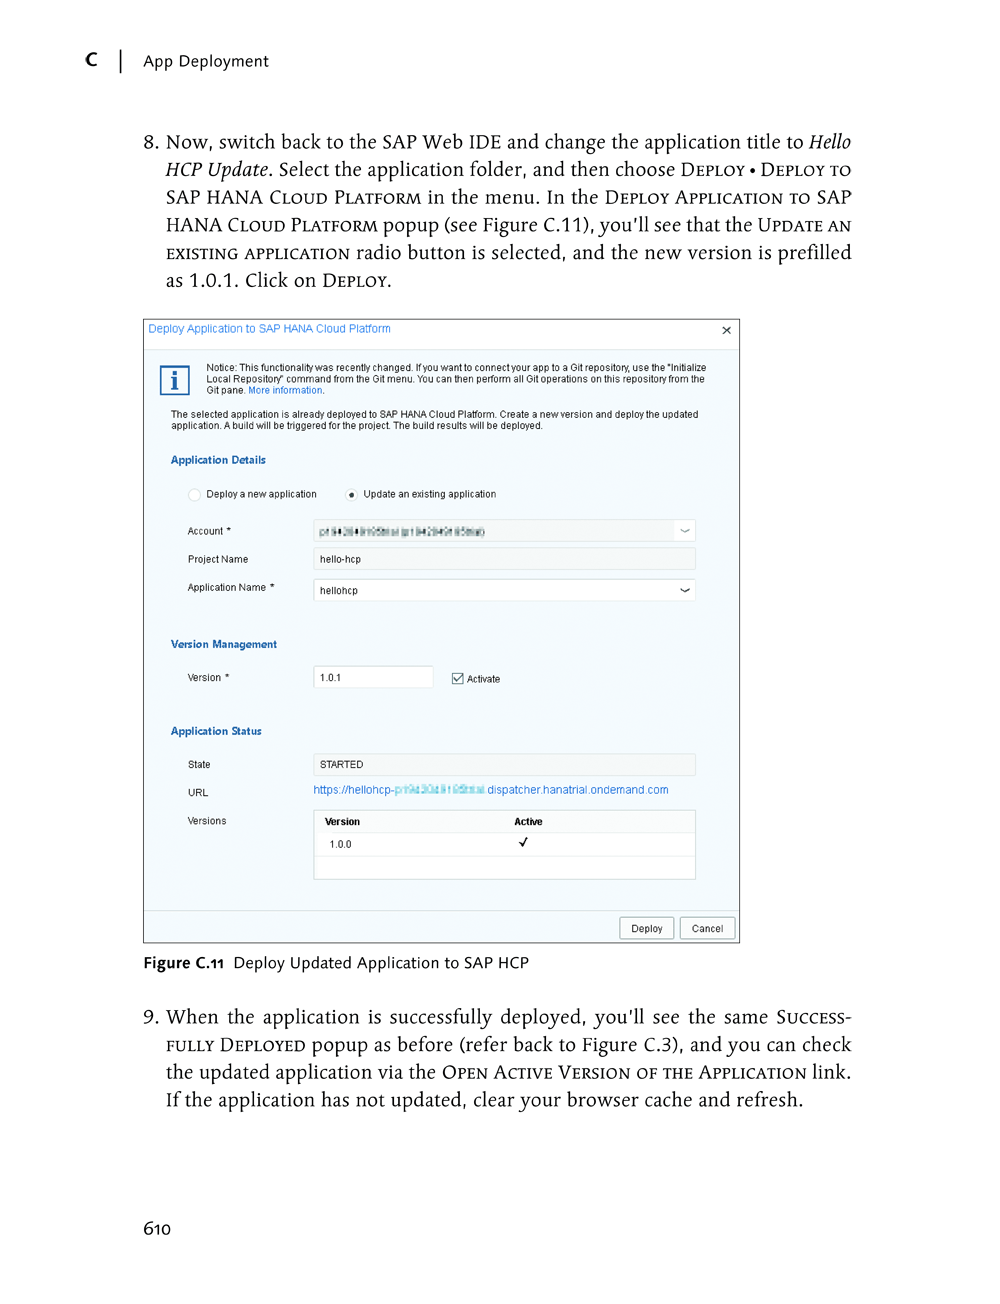 C | App Deployment
8. Now, switch back to the SAP Web IDE and change the application title to Hello
HCP Update. Select the application folder, and then choose DEPLOY • DEPLOY TO
SAP HANA CLOUD PLATFORM in the menu. In the DEPLOY APPLICATION TO SAP
HANA CLOUD PLATFORM popup (see Figure C.11), you'll see that the UPDATE AN
EXISTING APPLICATION radio button is selected, and the new version is prefilled
as 1.0.1. Click on DEPLOY.
Deploy Application to SAP HANA Cloud Platform
Notice: This functionality was recently changed. If you want to connect your app to a Git repository, use the "Initialize
Local Repository" command from the Git menu. You can then perform all Git operations on this repository from the
Git pane. More information.
The selected application is already deployed to SAP HANA Cloud Platform. Create a new version and deploy the updated
application. A build will be triggered for the project. The build results will be deployed.
Application Details
Deploy a new application Update an existing application
Account *
Project Name hello-hcp
Application Name * hellohcp
Version Management
Version * 1.0.1 Activate
Application Status
State STARTED
URL https://hellohcp- .dispatcher.hanatrial.ondemand.com
Versions Version Active
1.0.0 ✓
Deploy Cancel
Figure C.11 Deploy Updated Application to SAP HCP
9. When the application is successfully deployed, you'll see the same SUCCESS-
FULLY DEPLOYED popup as before (refer back to Figure C.3), and you can check
the updated application via the OPEN ACTIVE VERSION OF THE APPLICATION link.
If the application has not updated, clear your browser cache and refresh.
610